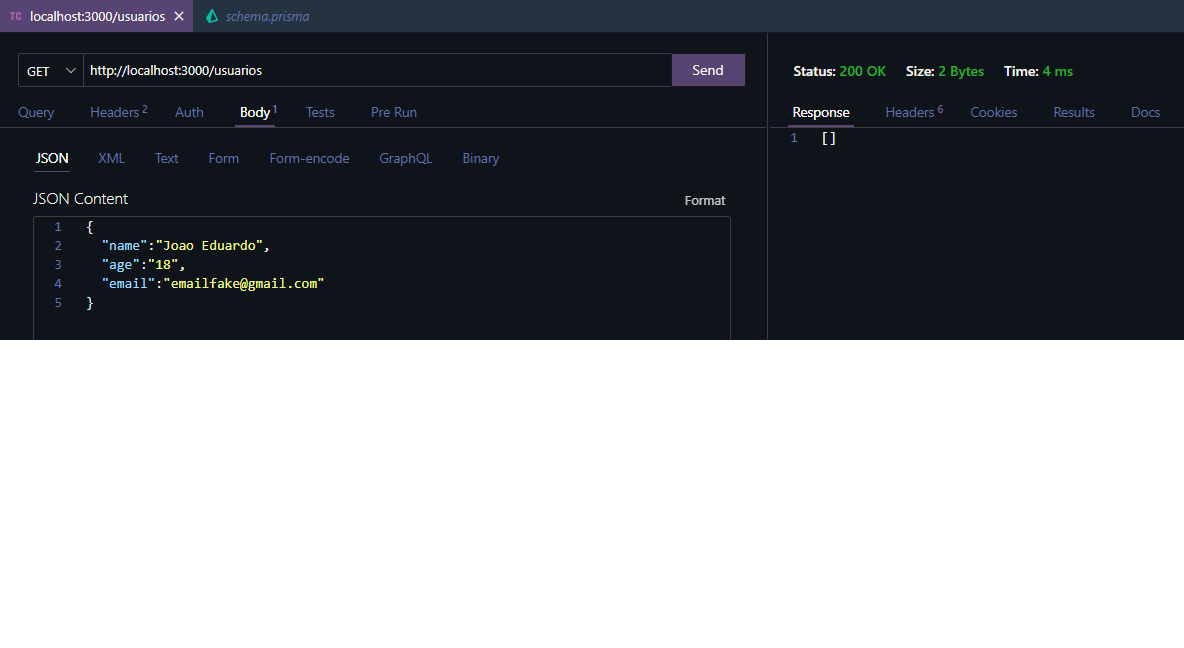 TC localhost:3000/usuarios ✕ schema.prisma
GET http://localhost:3000/usuarios Send
Query Headers 2 Auth Body 1 Tests Pre Run
JSON XML Text Form Form-encode GraphQL Binary
JSON Content Format
1 {
2 "name":"Joao Eduardo",
3 "age":"18",
4 "email":"emailfake@gmail.com"
5 }
Status: 200 OK Size: 2 Bytes Time: 4 ms
Response Headers 6 Cookies Results Docs
1 []